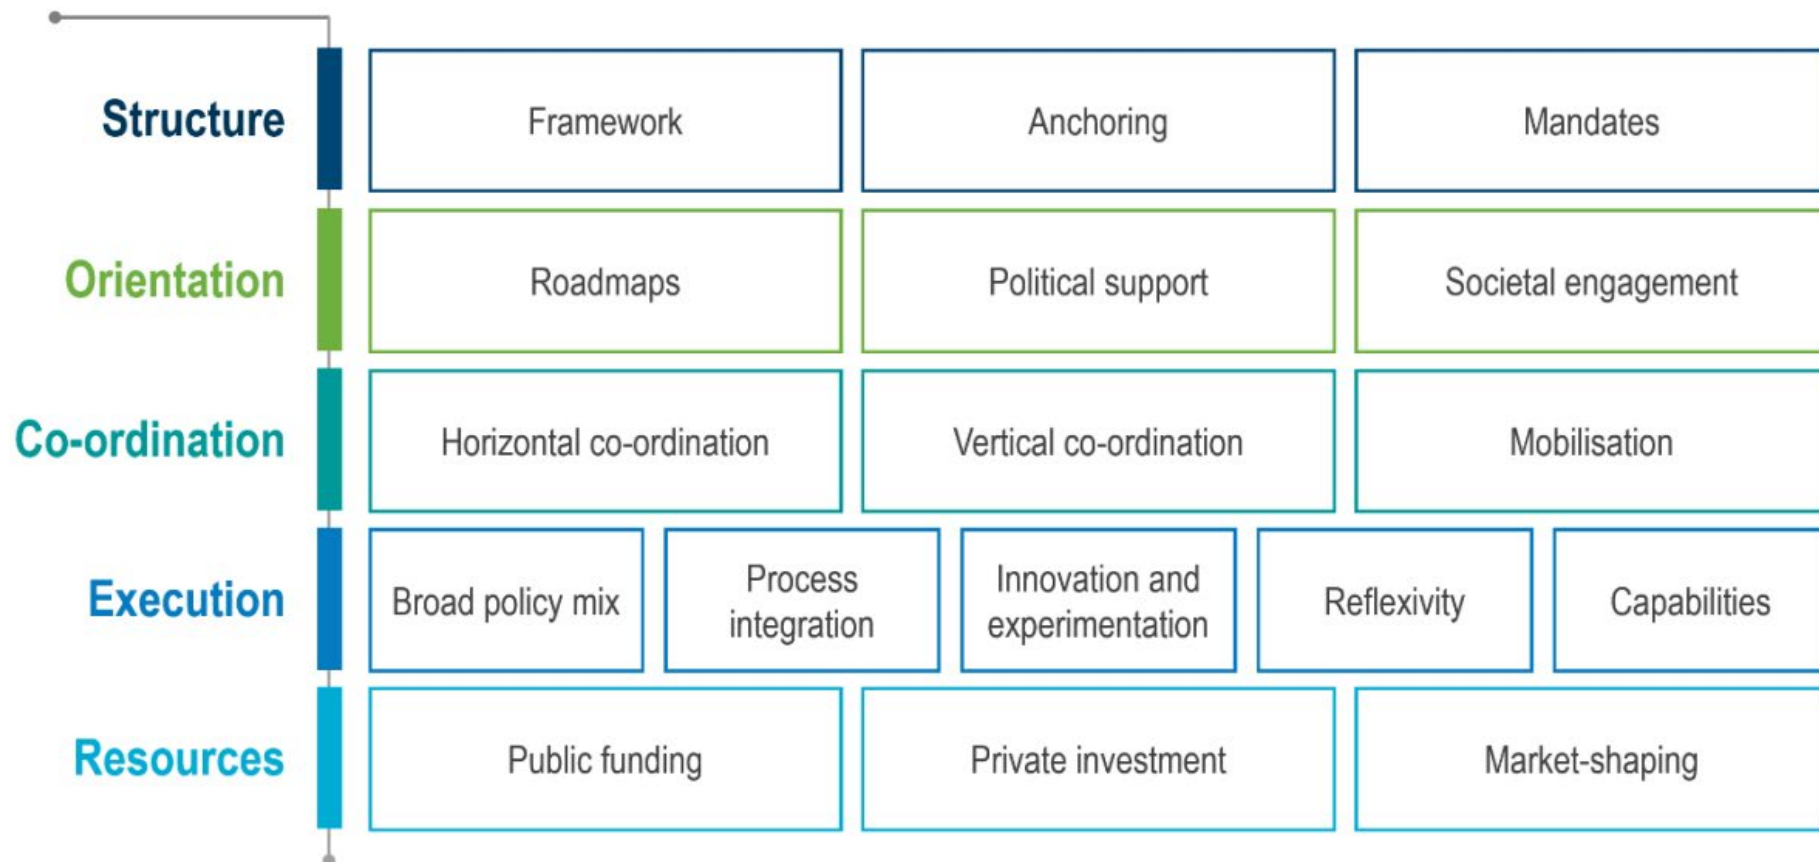 Structure
Framework
Anchoring
Mandates
Orientation
Roadmaps
Political support
Societal engagement
Co-ordination
Horizontal co-ordination
Vertical co-ordination
Mobilisation
Execution
Broad policy mix
Process
integration
Innovation and
experimentation
Reflexivity
Capabilities
Resources
Public funding
Private investment
Market-shaping